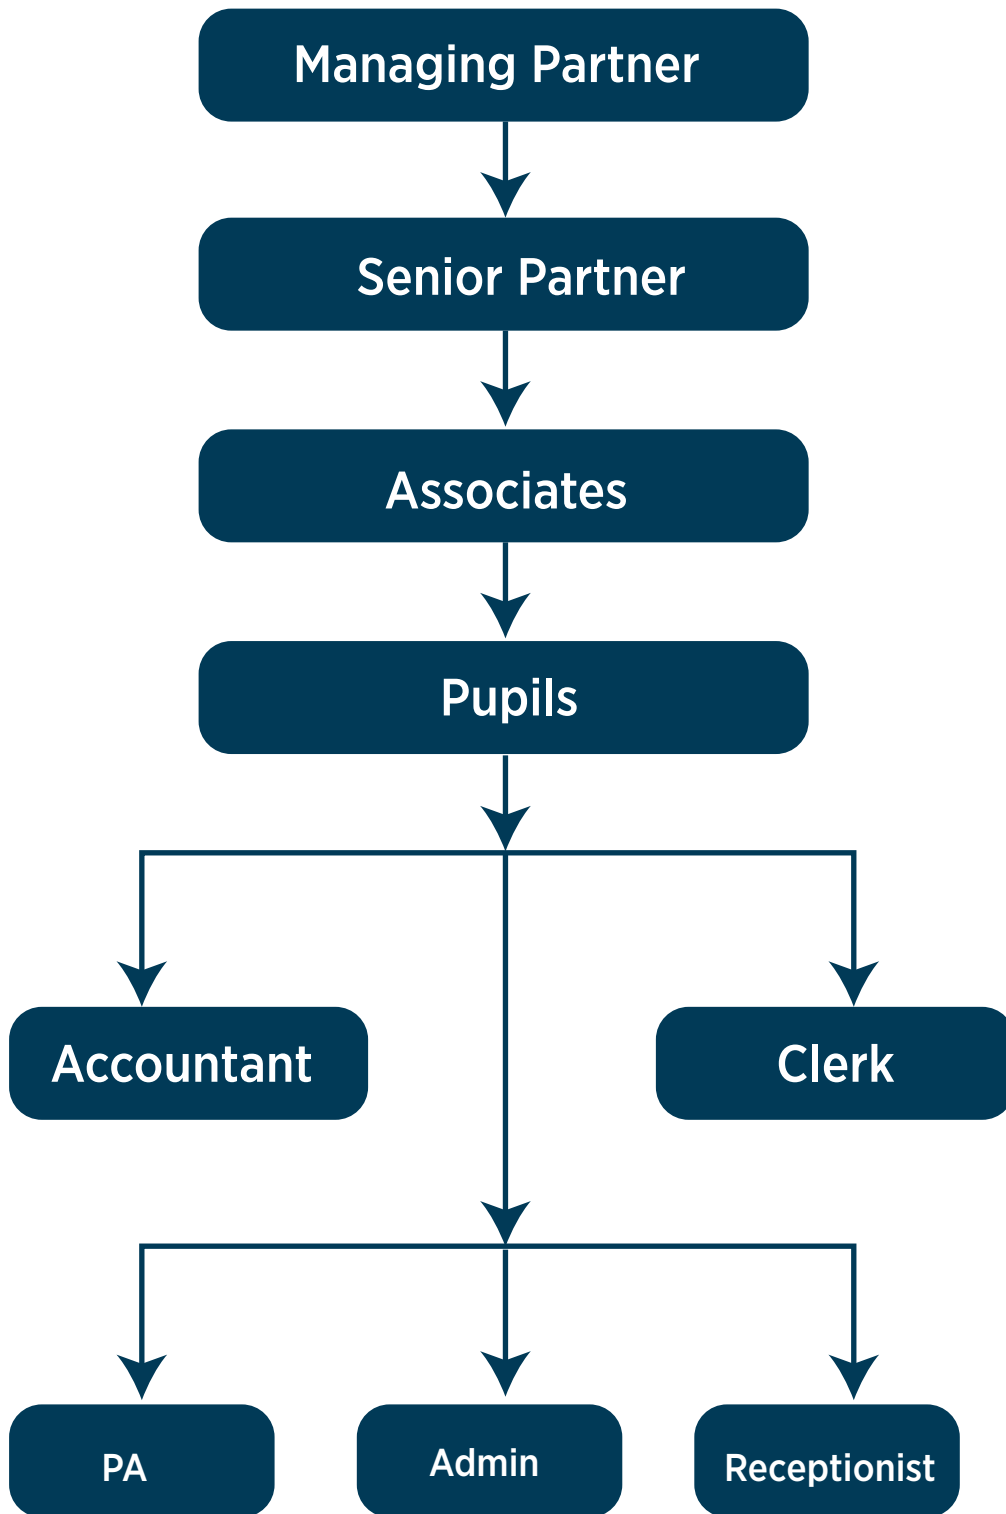 Managing Partner
Senior Partner
Associates
Pupils
Accountant
Clerk
PA
Admin
Receptionist